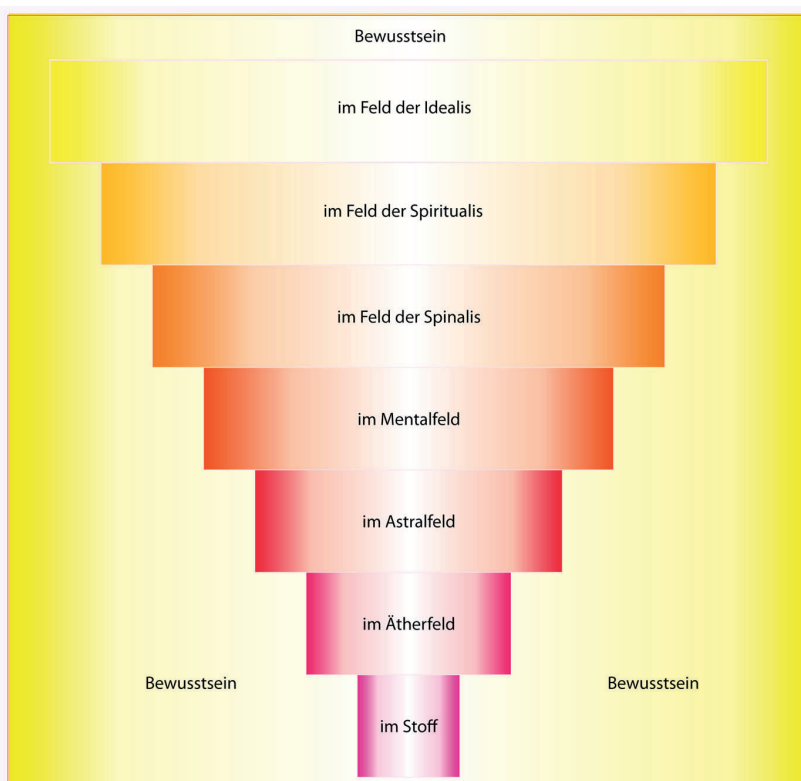 Bewusstsein
im Feld der Idealis
im Feld der Spiritualis
im Feld der Spinalis
im Mentalfeld
im Astralfeld
im Ätherfeld
Bewusstsein
Bewusstsein
im Stoff